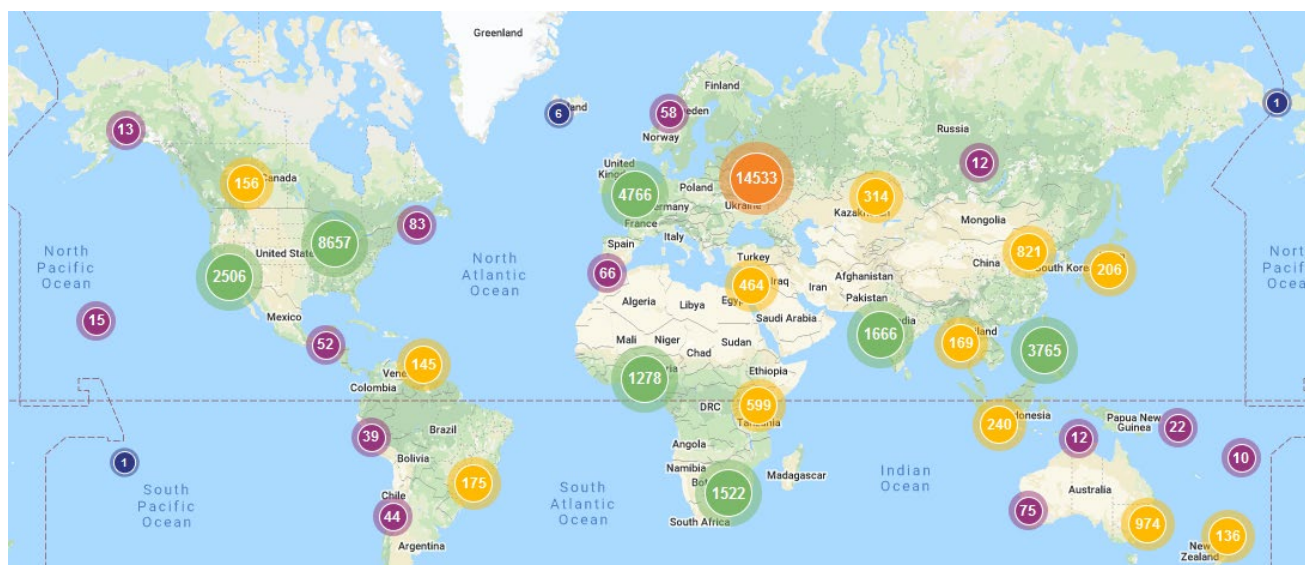 Greenland
6
58
Finland
1
13
Norway
Russia
12
156
Canada
United
4766
Poland
14533
Ukraine
314
Mongolia
83
Germany
France
8657
United States
2506
North
Pacific
Ocean
North
Atlantic
Ocean
Spain
Italy
Turkey
464
Iraq
Iran
Afghanistan
Pakistan
China
821
South Korea
206
66
Algeria
Libya
Saudi Arabia
15
Mexico
52
145
Colombia
Mali
Niger
Chad
Sudan
1278
Ethiopia
1666
169
3765
DRC
599
Tanzania
240
Papua New
Guinea
22
12
10
39
Brazil
Bolivia
Angola
Namibia
Madagascar
Indian
Ocean
1
South
Pacific
Ocean
175
Chile
44
Argentina
South
Atlantic
Ocean
1522
South Africa
75
Australia
974
136
New
Zealand